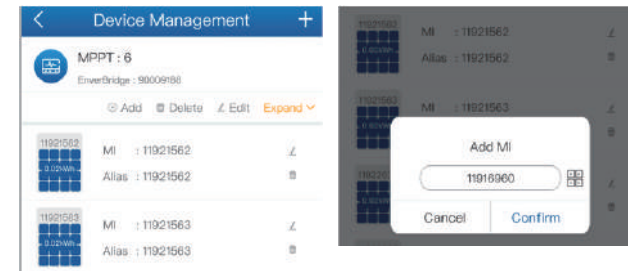 Device Management
MPPT : 6
EnverBridge : 90009186
Add Delete Edit Expand
11921562
0.02kWh
MI : 11921562
Alias : 11921562
11921563
0.02kWh
MI : 11921563
Alias : 11921563
11921562
0.02kWh
MI : 11921562
Alias : 11921562
11921563
MI : 11921563
Add MI
11916960
Cancel Confirm